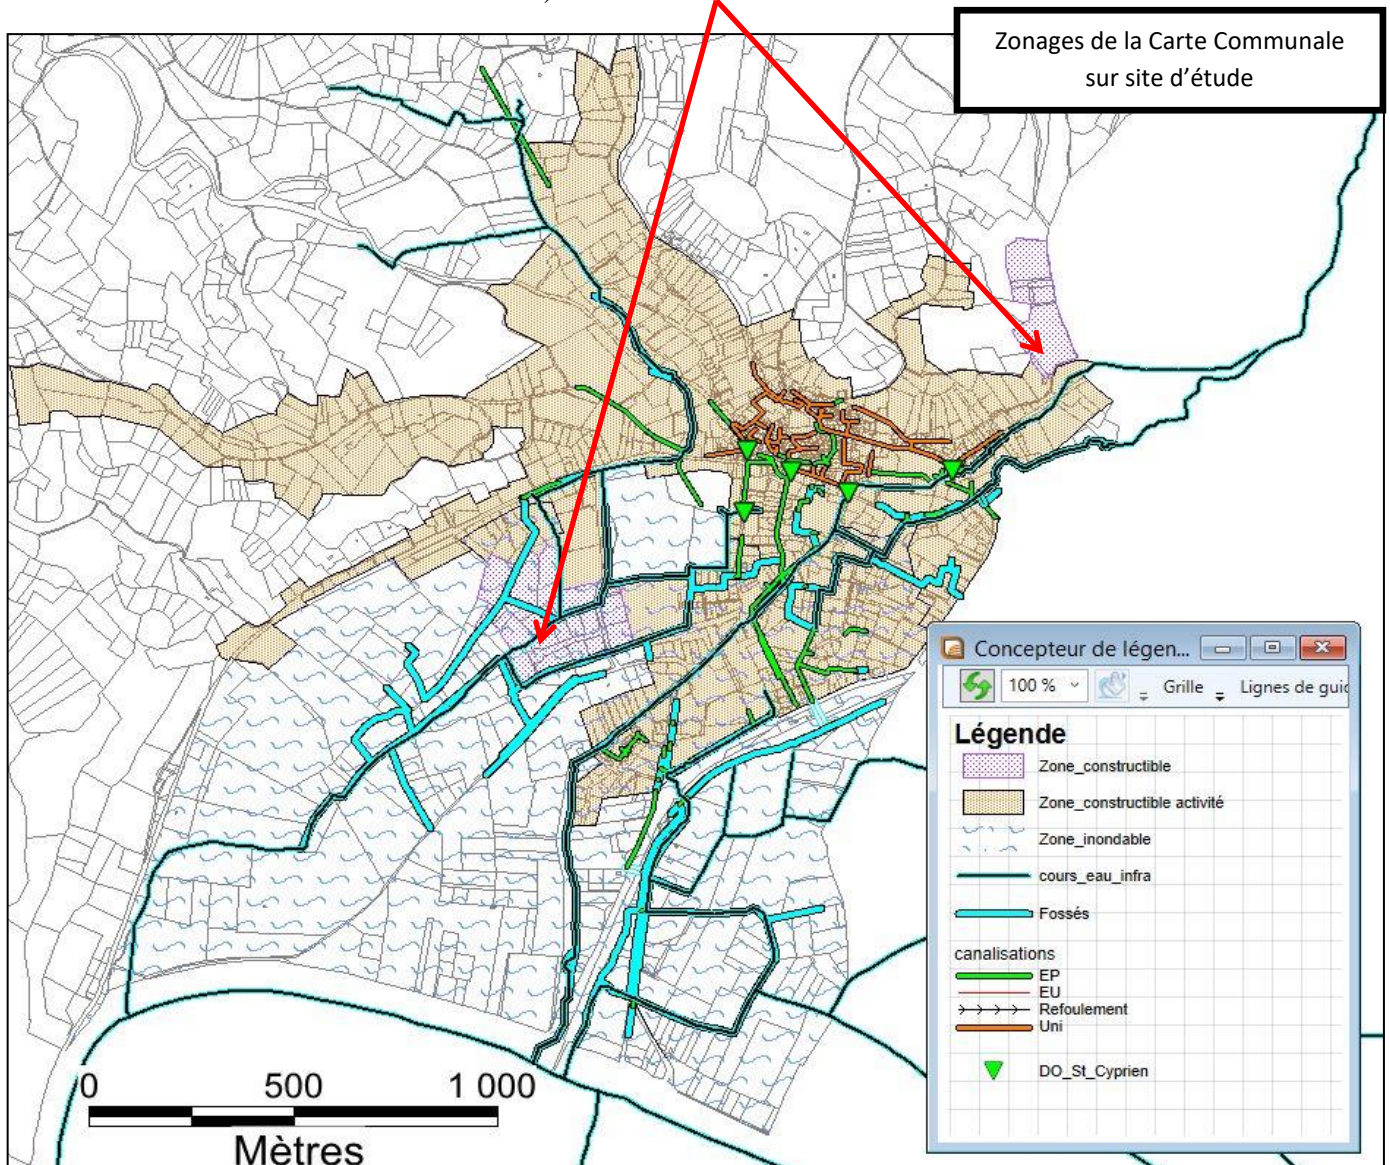 Zonages de la Carte Communale
sur site d’étude
Concepteur de légen...
100 %
Grille
Lignes de guid
Légende
Zone_constructible
Zone_constructible activité
Zone_inondable
cours_eau_infra
Fossés
canalisations
EP
EU
Refoulement
Uni
DO_St_Cyprien
0 500 1 000
Mètres